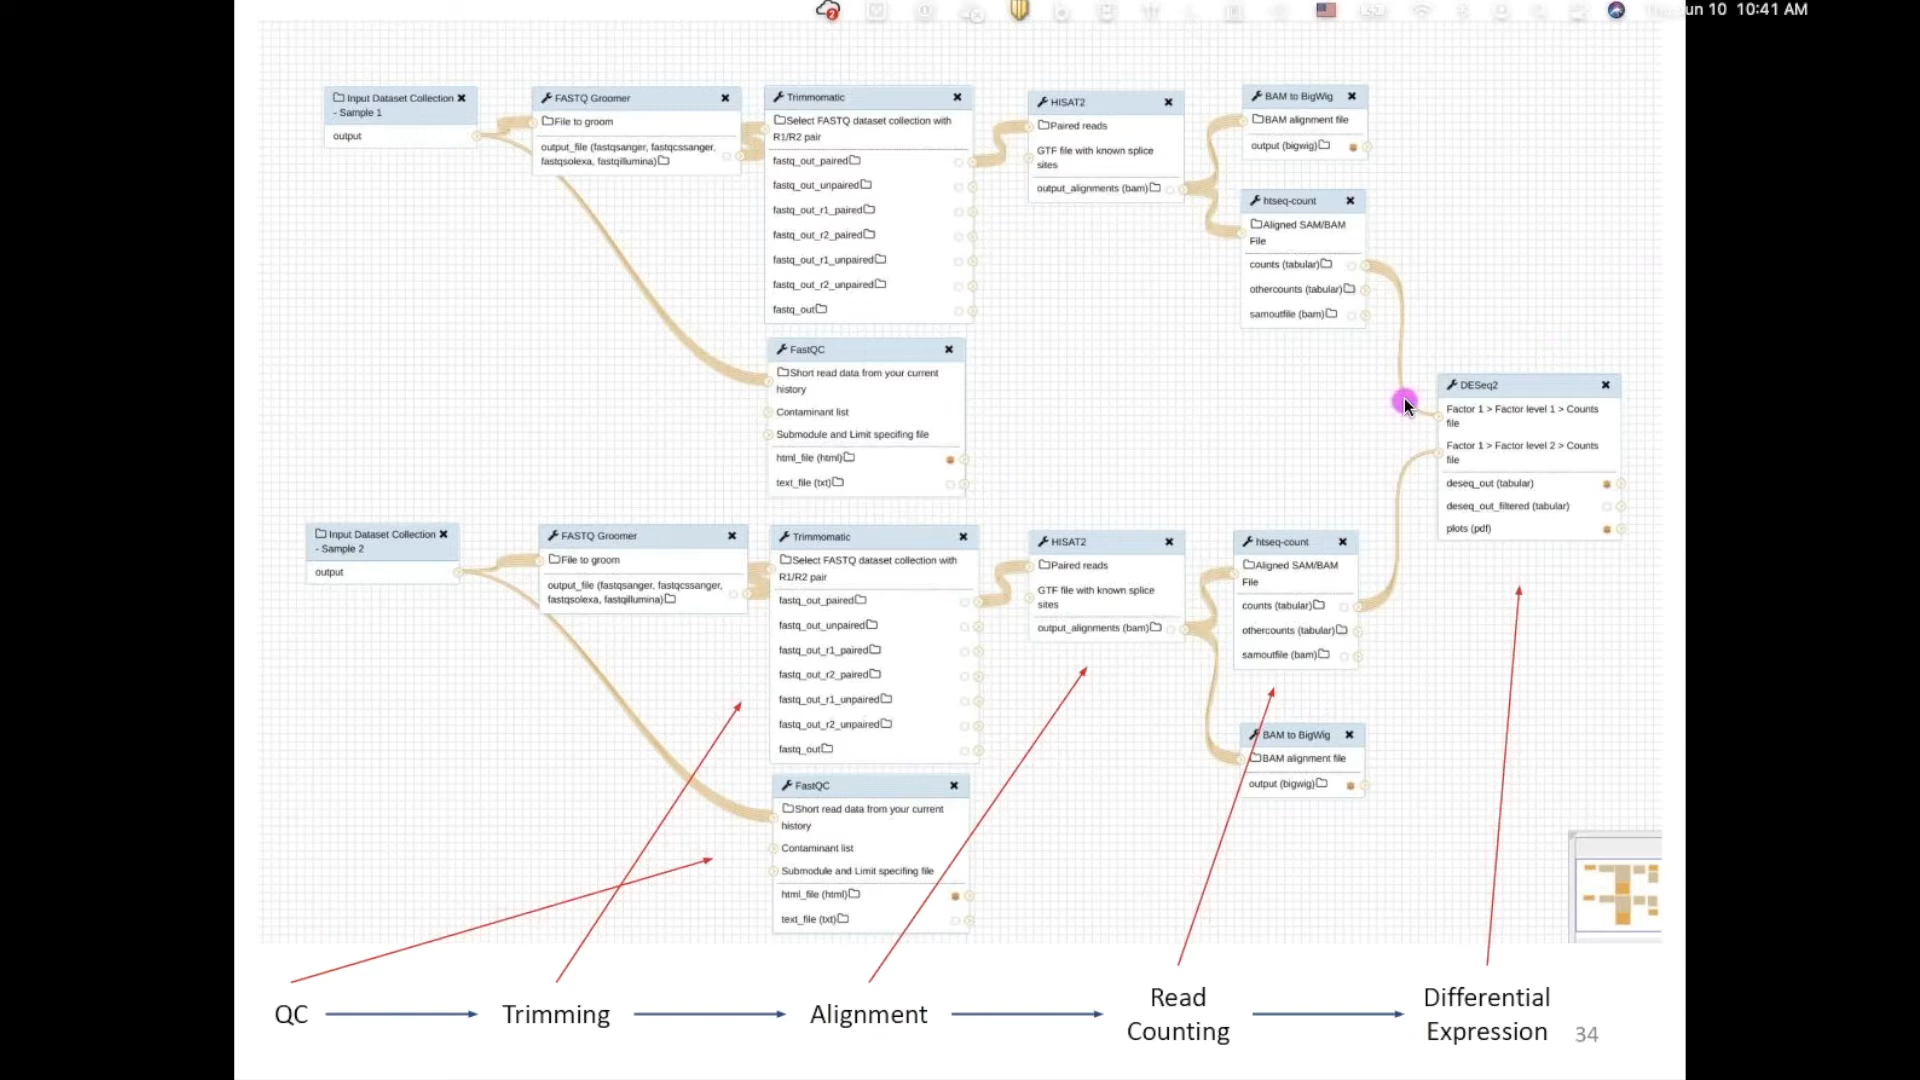 un 10 10:41 AM
Input Dataset Collection
- Sample 1
output
FASTQ Groomer
File to groom
output_file (fastqsanger, fastqcssanger,
fastqsolexa, fastqillumina)
Trimmomatic
Select FASTQ dataset collection with
R1/R2 pair
fastq_out_paired
fastq_out_unpaired
fastq_out_r1_paired
fastq_out_r2_paired
fastq_out_r1_unpaired
fastq_out_r2_unpaired
fastq_out
HISAT2
Paired reads
GTF file with known splice
sites
output_alignments (bam)
BAM to BigWig
BAM alignment file
output (bigwig)
htseq-count
Aligned SAM/BAM
File
counts (tabular)
othercounts (tabular)
samoutfile (bam)
FastQC
Short read data from your current
history
Contaminant list
Submodule and Limit specifing file
html_file (html)
text_file (txt)
DESeq2
Factor 1 > Factor level 1 > Counts
file
Factor 1 > Factor level 2 > Counts
file
deseq_out (tabular)
deseq_out_filtered (tabular)
plots (pdf)
Input Dataset Collection
- Sample 2
output
FASTQ Groomer
File to groom
output_file (fastqsanger, fastqcssanger,
fastqsolexa, fastqillumina)
Trimmomatic
Select FASTQ dataset collection with
R1/R2 pair
fastq_out_paired
fastq_out_unpaired
fastq_out_r1_paired
fastq_out_r2_paired
fastq_out_r1_unpaired
fastq_out_r2_unpaired
fastq_out
HISAT2
Paired reads
GTF file with known splice
sites
output_alignments (bam)
htseq-count
Aligned SAM/BAM
File
counts (tabular)
othercounts (tabular)
samoutfile (bam)
BAM to BigWig
BAM alignment file
output (bigwig)
FastQC
Short read data from your current
history
Contaminant list
Submodule and Limit specifing file
html_file (html)
text_file (txt)
QC
Trimming
Alignment
Read
Counting
Differential
Expression
34